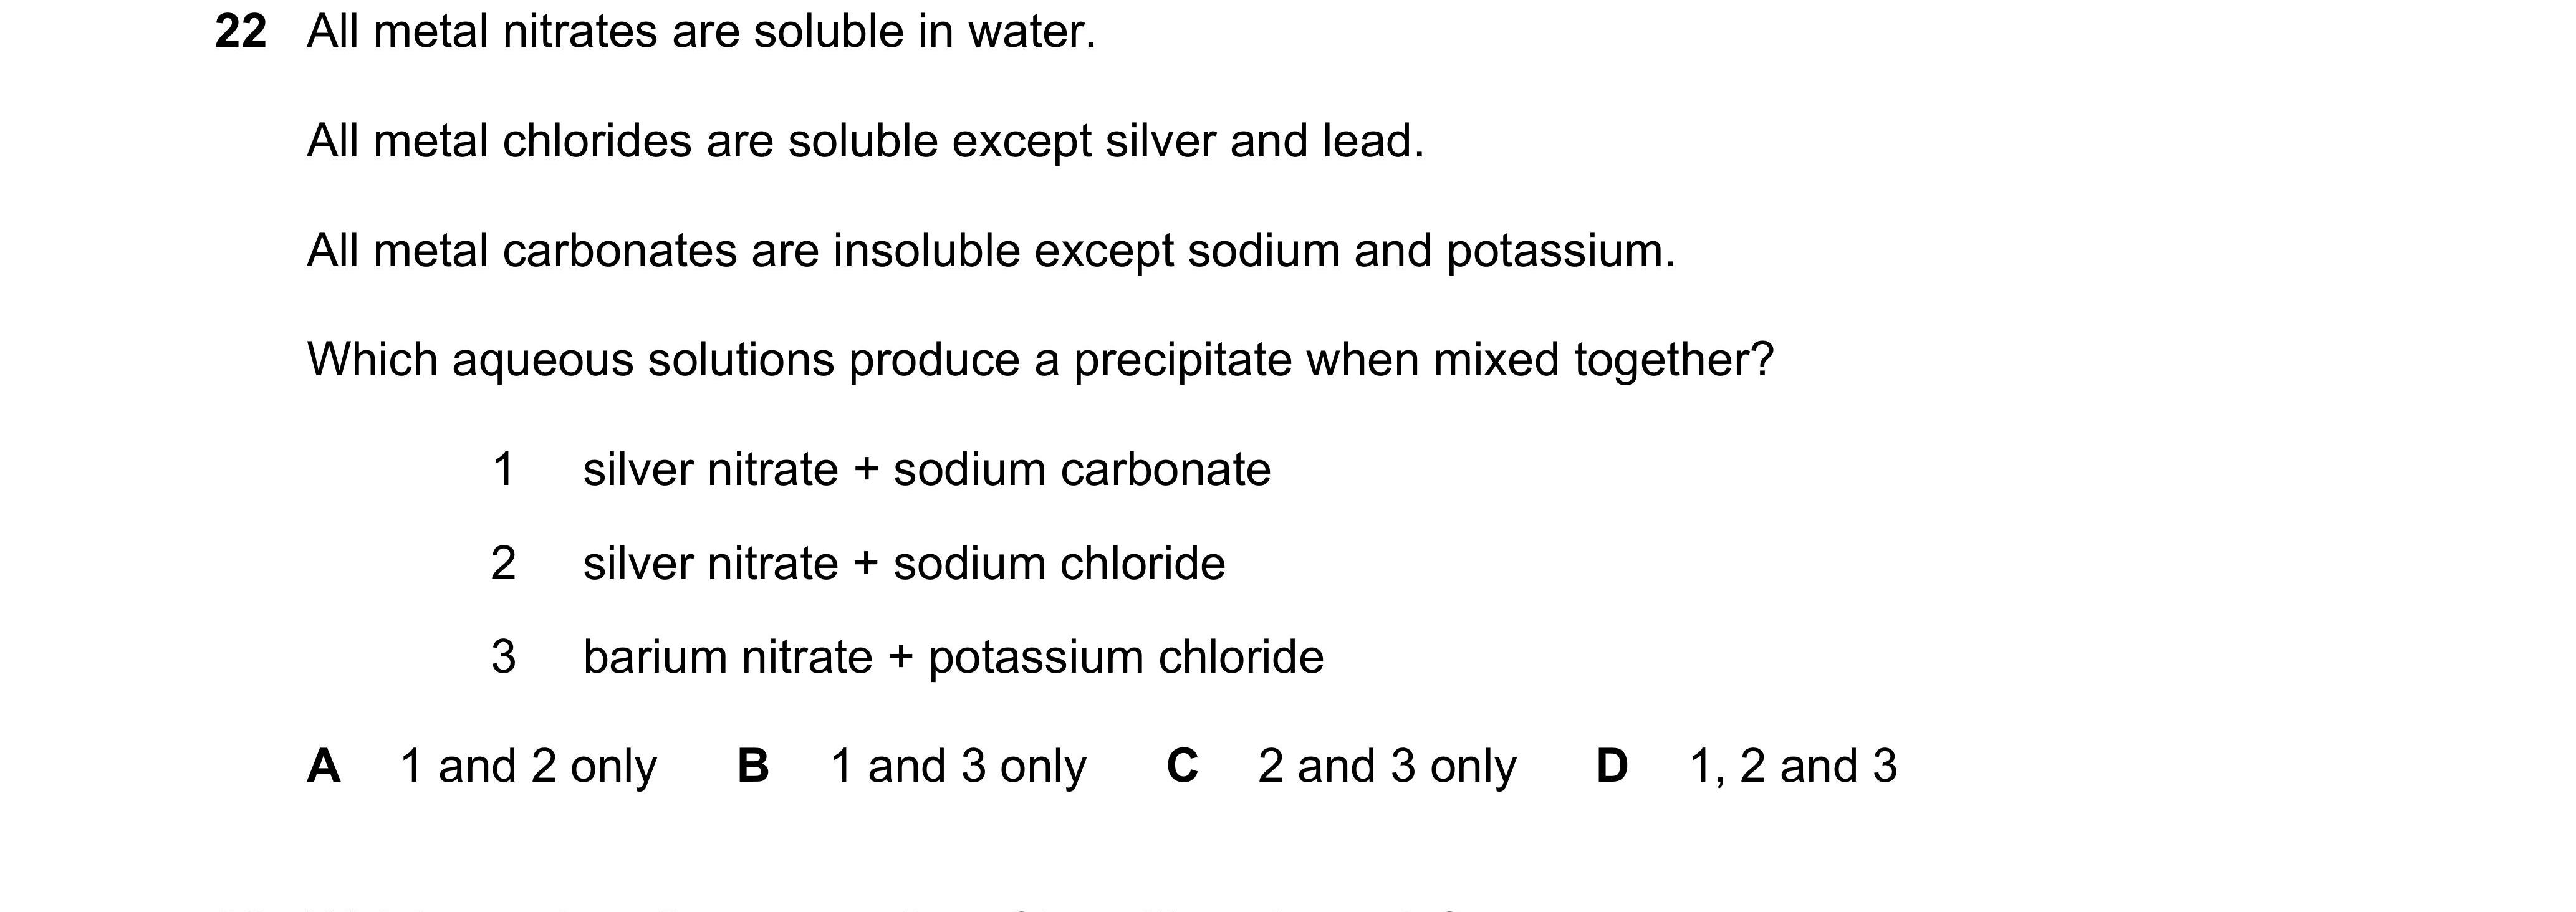 22 All metal nitrates are soluble in water.
All metal chlorides are soluble except silver and lead.
All metal carbonates are insoluble except sodium and potassium.
Which aqueous solutions produce a precipitate when mixed together?
1 silver nitrate + sodium carbonate
2 silver nitrate + sodium chloride
3 barium nitrate + potassium chloride
A 1 and 2 only B 1 and 3 only C 2 and 3 only D 1, 2 and 3